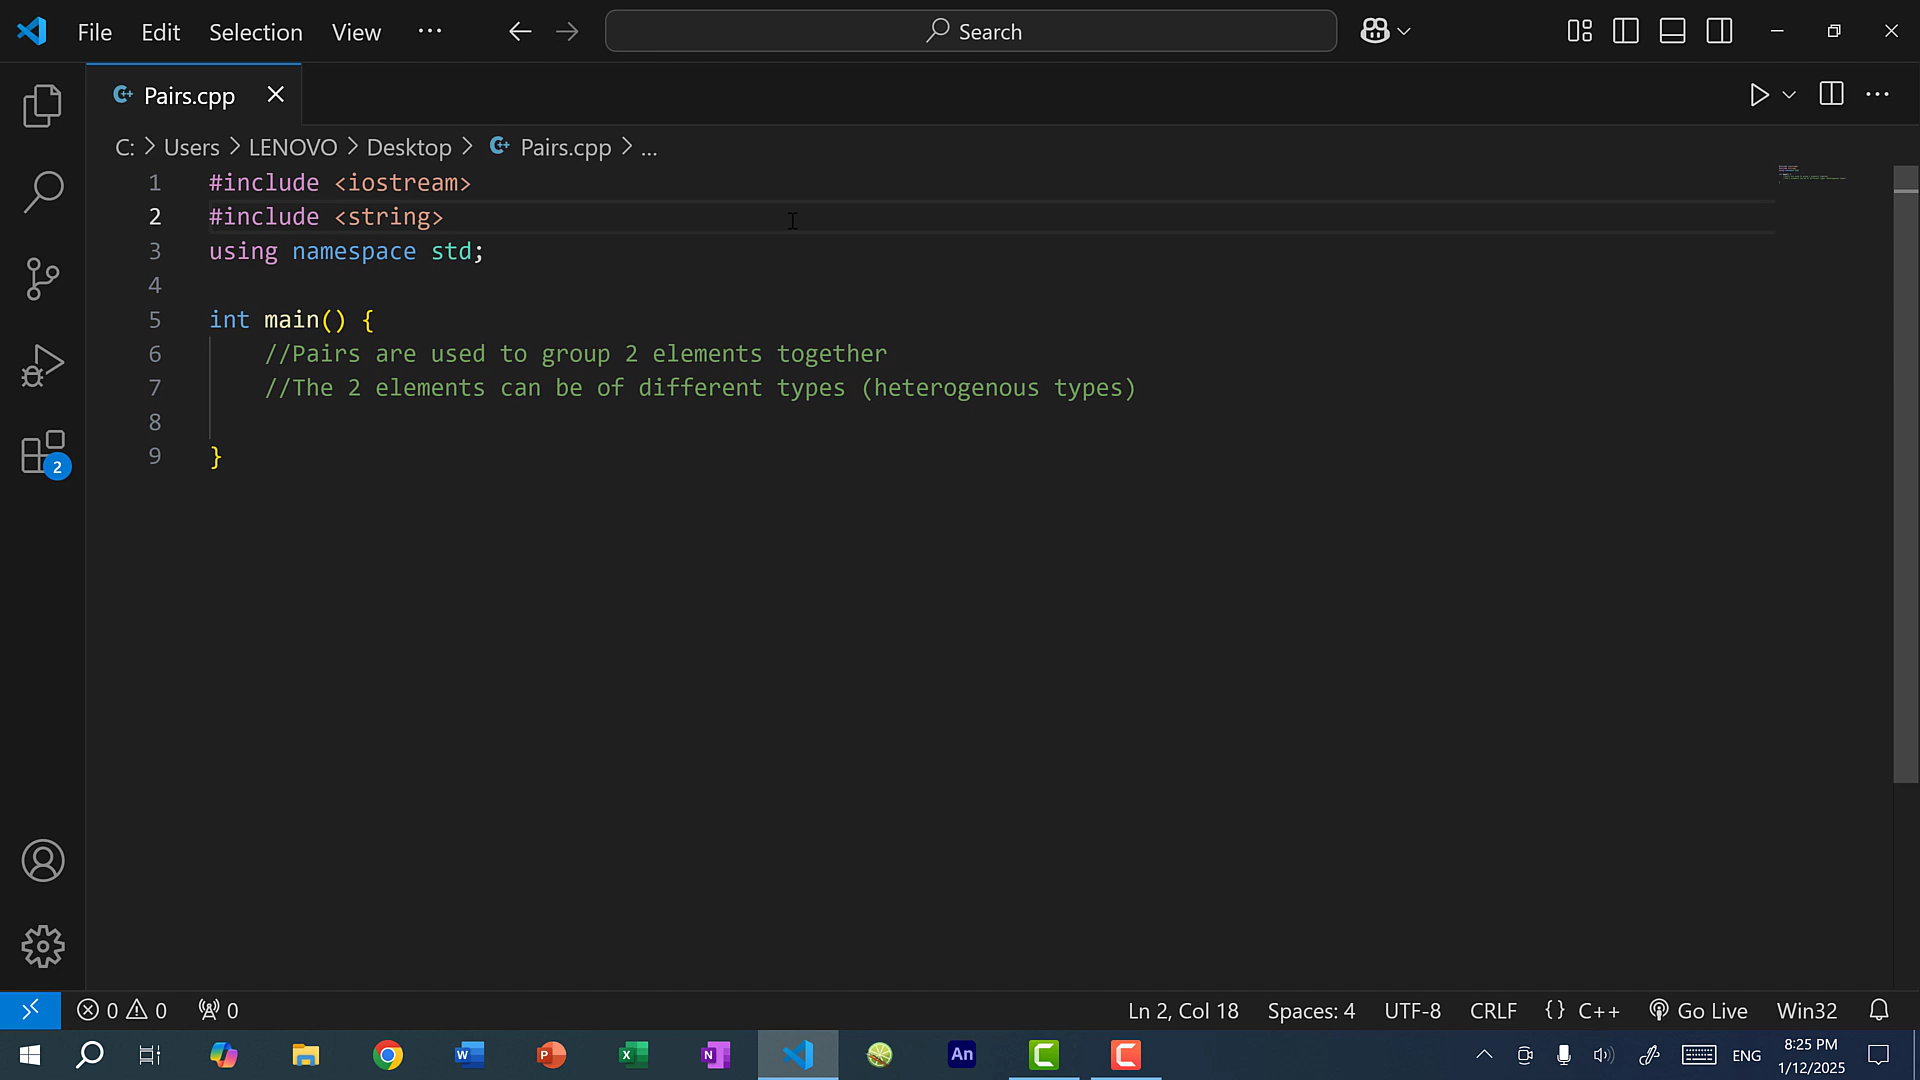 File Edit Selection View ··· Search
Pairs.cpp
C: > Users > LENOVO > Desktop > Pairs.cpp > ...
1 #include <iostream>
2 #include <string>
3 using namespace std;
4
5 int main() {
6 //Pairs are used to group 2 elements together
7 //The 2 elements can be of different types (heterogenous types)
8
9 }
2
0 0 0 Ln 2, Col 18 Spaces: 4 UTF-8 CRLF {} C++ Go Live Win32
An ENG 8:25 PM
1/12/2025